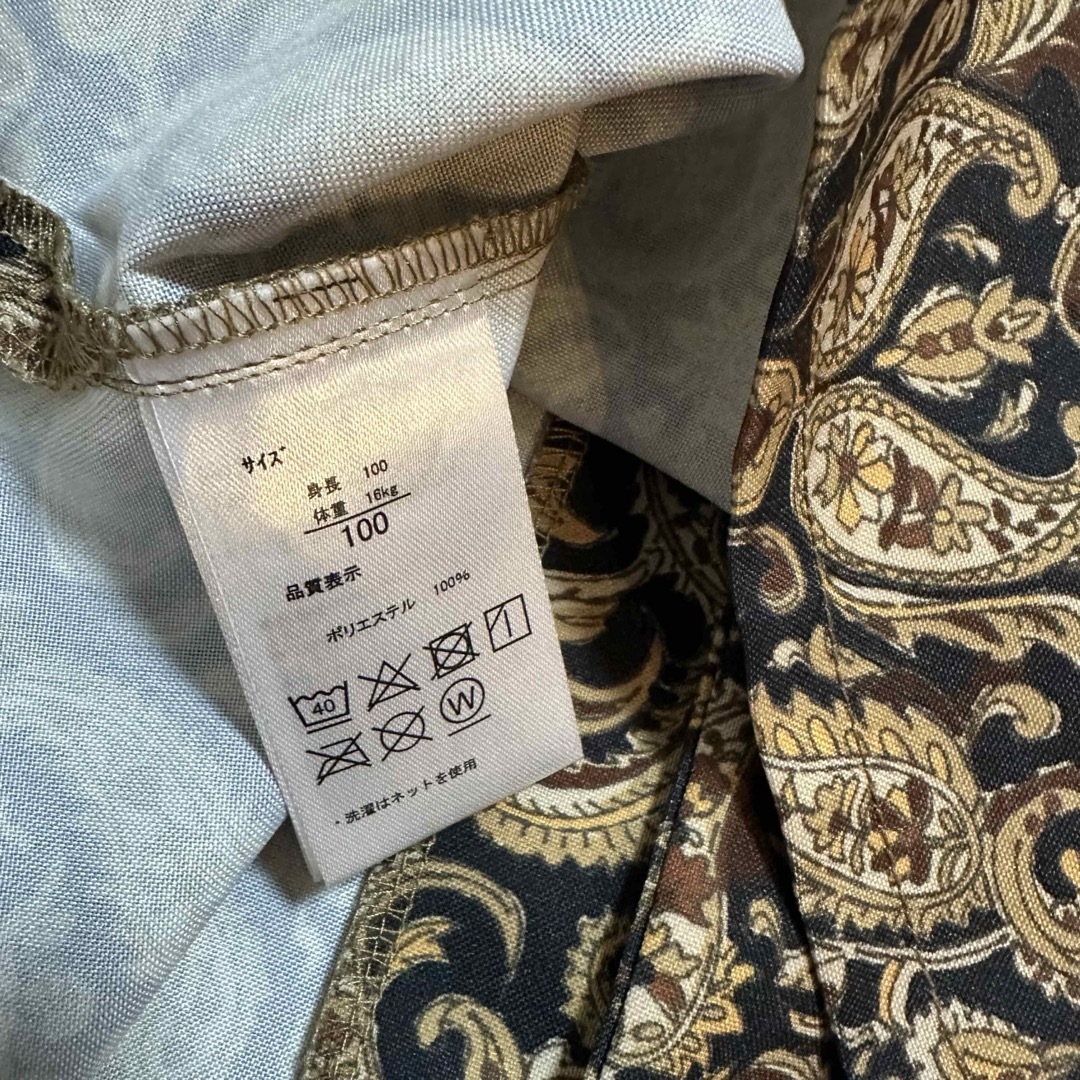 サイズ
身長 100
体重 16kg
100
品質表示
ポリエステル 100%
40
W
*洗濯はネットを使用